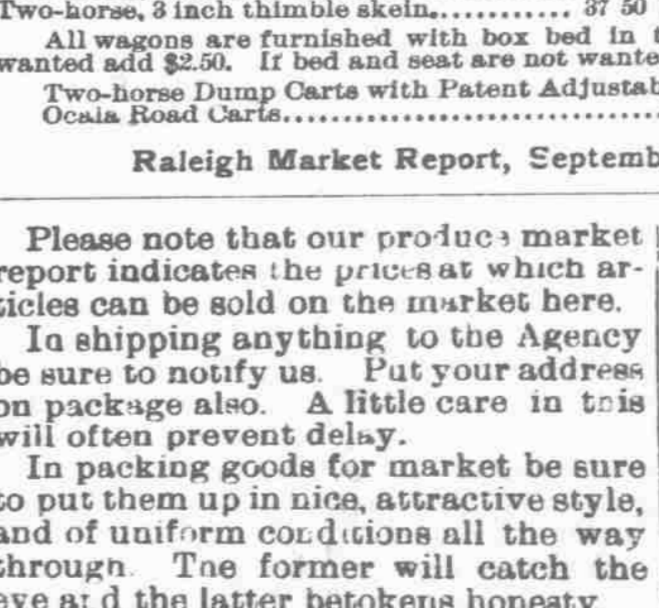 Two-horse, 3 inch thimble skein............. 37 50
All wagons are furnished with box bed in
wanted add $2.50. If bed and seat are not wante
Two-horse Dump Carts with Patent Adjustab
Ocala Road Carts.......................................
Raleigh Market Report, Septemb
Please note that our produce market
report indicates the prices at which ar-
ticles can be sold on the market here.
In shipping anything to the Agency
be sure to notify us. Put your address
on package also. A little care in this
will often prevent delay.
In packing goods for market be sure
to put them up in nice, attractive style,
and of uniform conditions all the way
through. The former will catch the
eye and the latter betokens honesty